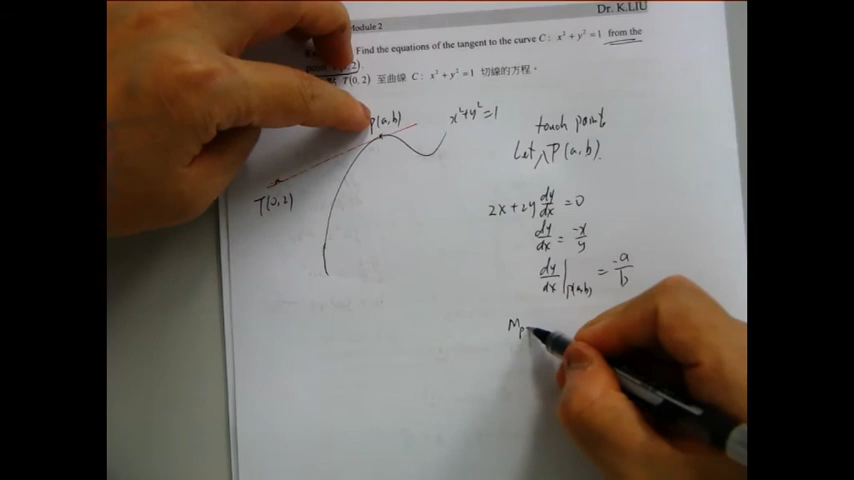 Module 2
Dr. K.LIU
Find the equations of the tangent to the curve C: x² + y² = 1 from the
2).
T(0,2) 至曲線 C: x² + y² = 1 切線的方程。
P(a,b)
x²+y²=1
T(0,2)
touch point
Let ∧ P(a,b).
2x+2y dy/dx = 0
dy/dx = -x/y
dy/dx |P(a,b) = -a/b
Mp